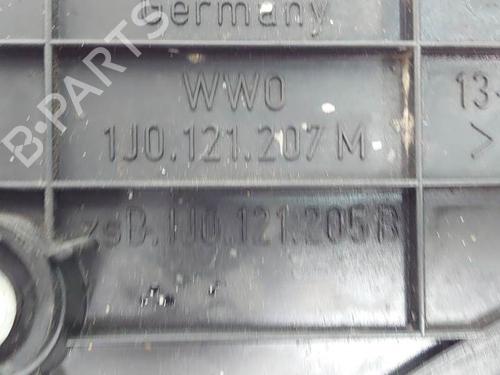 Germany
WWO
1J0.121.207 M
13-
>
zsB.1J0.121.205 B
B-PARTS